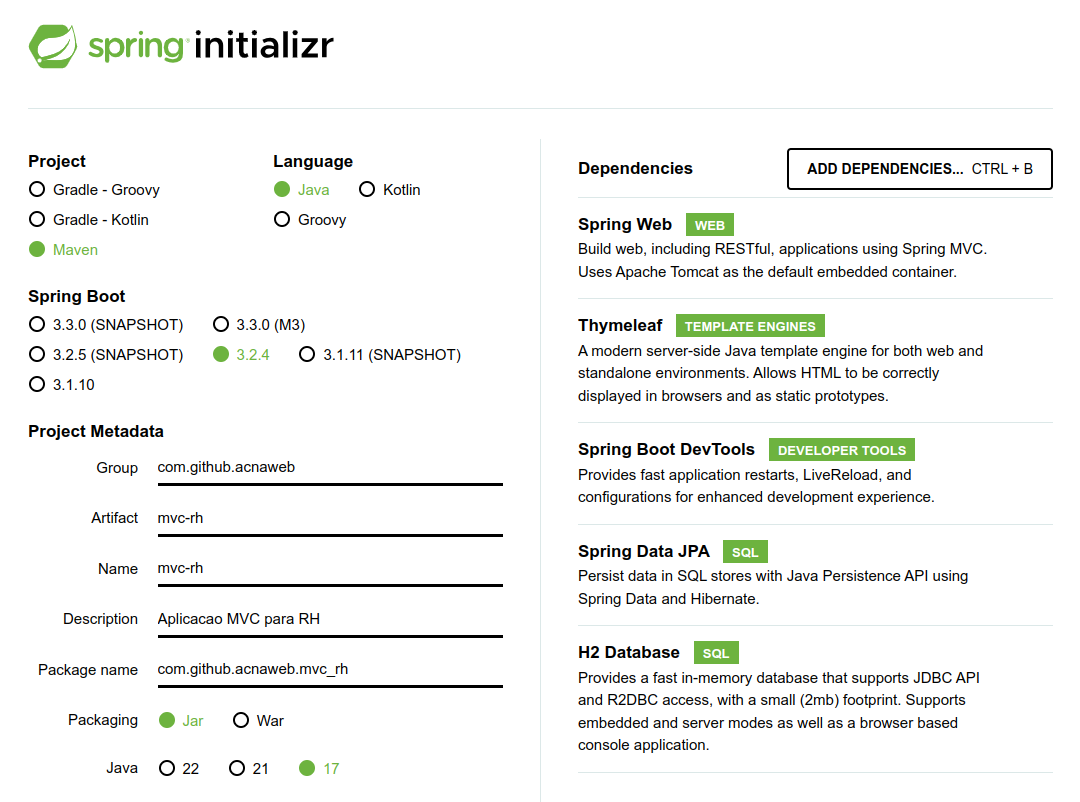 spring initializr
Project
Gradle - Groovy
Gradle - Kotlin
Maven
Language
Java Kotlin
Groovy
Spring Boot
3.3.0 (SNAPSHOT) 3.3.0 (M3)
3.2.5 (SNAPSHOT) 3.2.4 3.1.11 (SNAPSHOT)
3.1.10
Project Metadata
Group com.github.acnaweb
Artifact mvc-rh
Name mvc-rh
Description Aplicacao MVC para RH
Package name com.github.acnaweb.mvc_rh
Packaging Jar War
Java 22 21 17
Dependencies ADD DEPENDENCIES... CTRL + B
Spring Web WEB
Build web, including RESTful, applications using Spring MVC.
Uses Apache Tomcat as the default embedded container.
Thymeleaf TEMPLATE ENGINES
A modern server-side Java template engine for both web and
standalone environments. Allows HTML to be correctly
displayed in browsers and as static prototypes.
Spring Boot DevTools DEVELOPER TOOLS
Provides fast application restarts, LiveReload, and
configurations for enhanced development experience.
Spring Data JPA SQL
Persist data in SQL stores with Java Persistence API using
Spring Data and Hibernate.
H2 Database SQL
Provides a fast in-memory database that supports JDBC API
and R2DBC access, with a small (2mb) footprint. Supports
embedded and server modes as well as a browser based
console application.